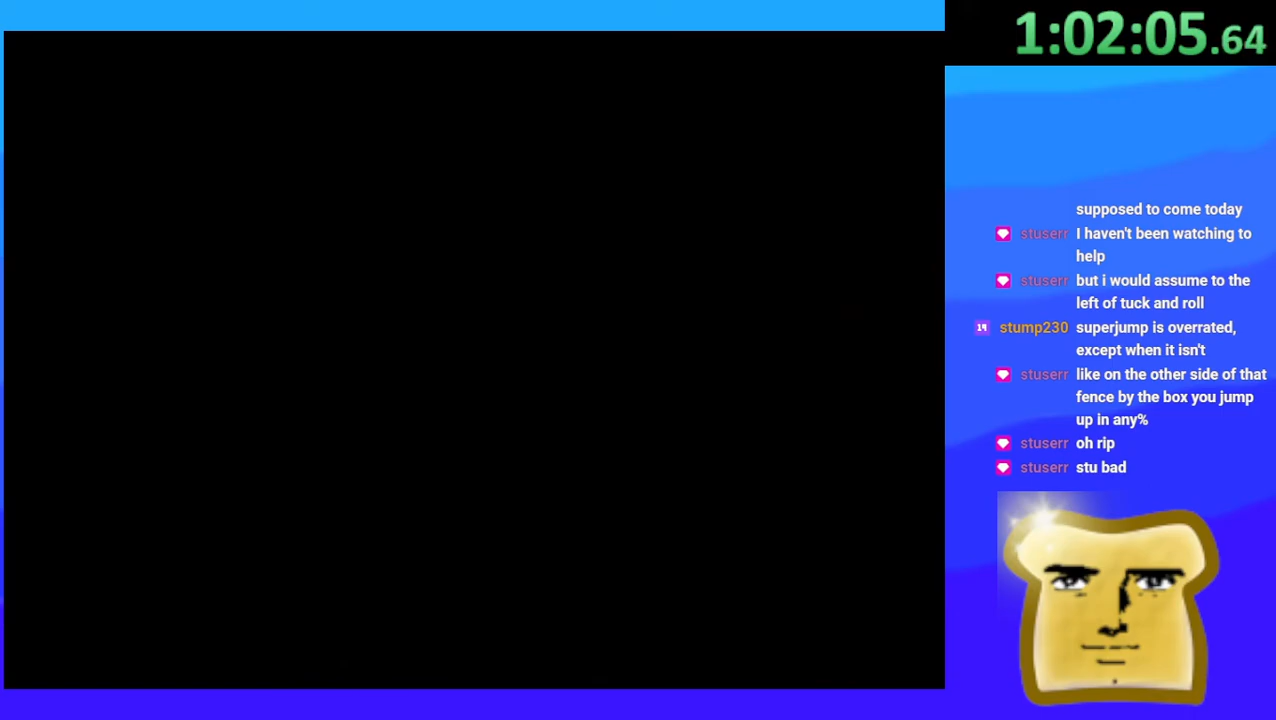 1:02:05.64
supposed to come today
stuserr I haven't been watching to
help
stuserr but i would assume to the
left of tuck and roll
19 stump230 superjump is overrated,
except when it isn't
stuserr like on the other side of that
fence by the box you jump
up in any%
stuserr oh rip
stuserr stu bad